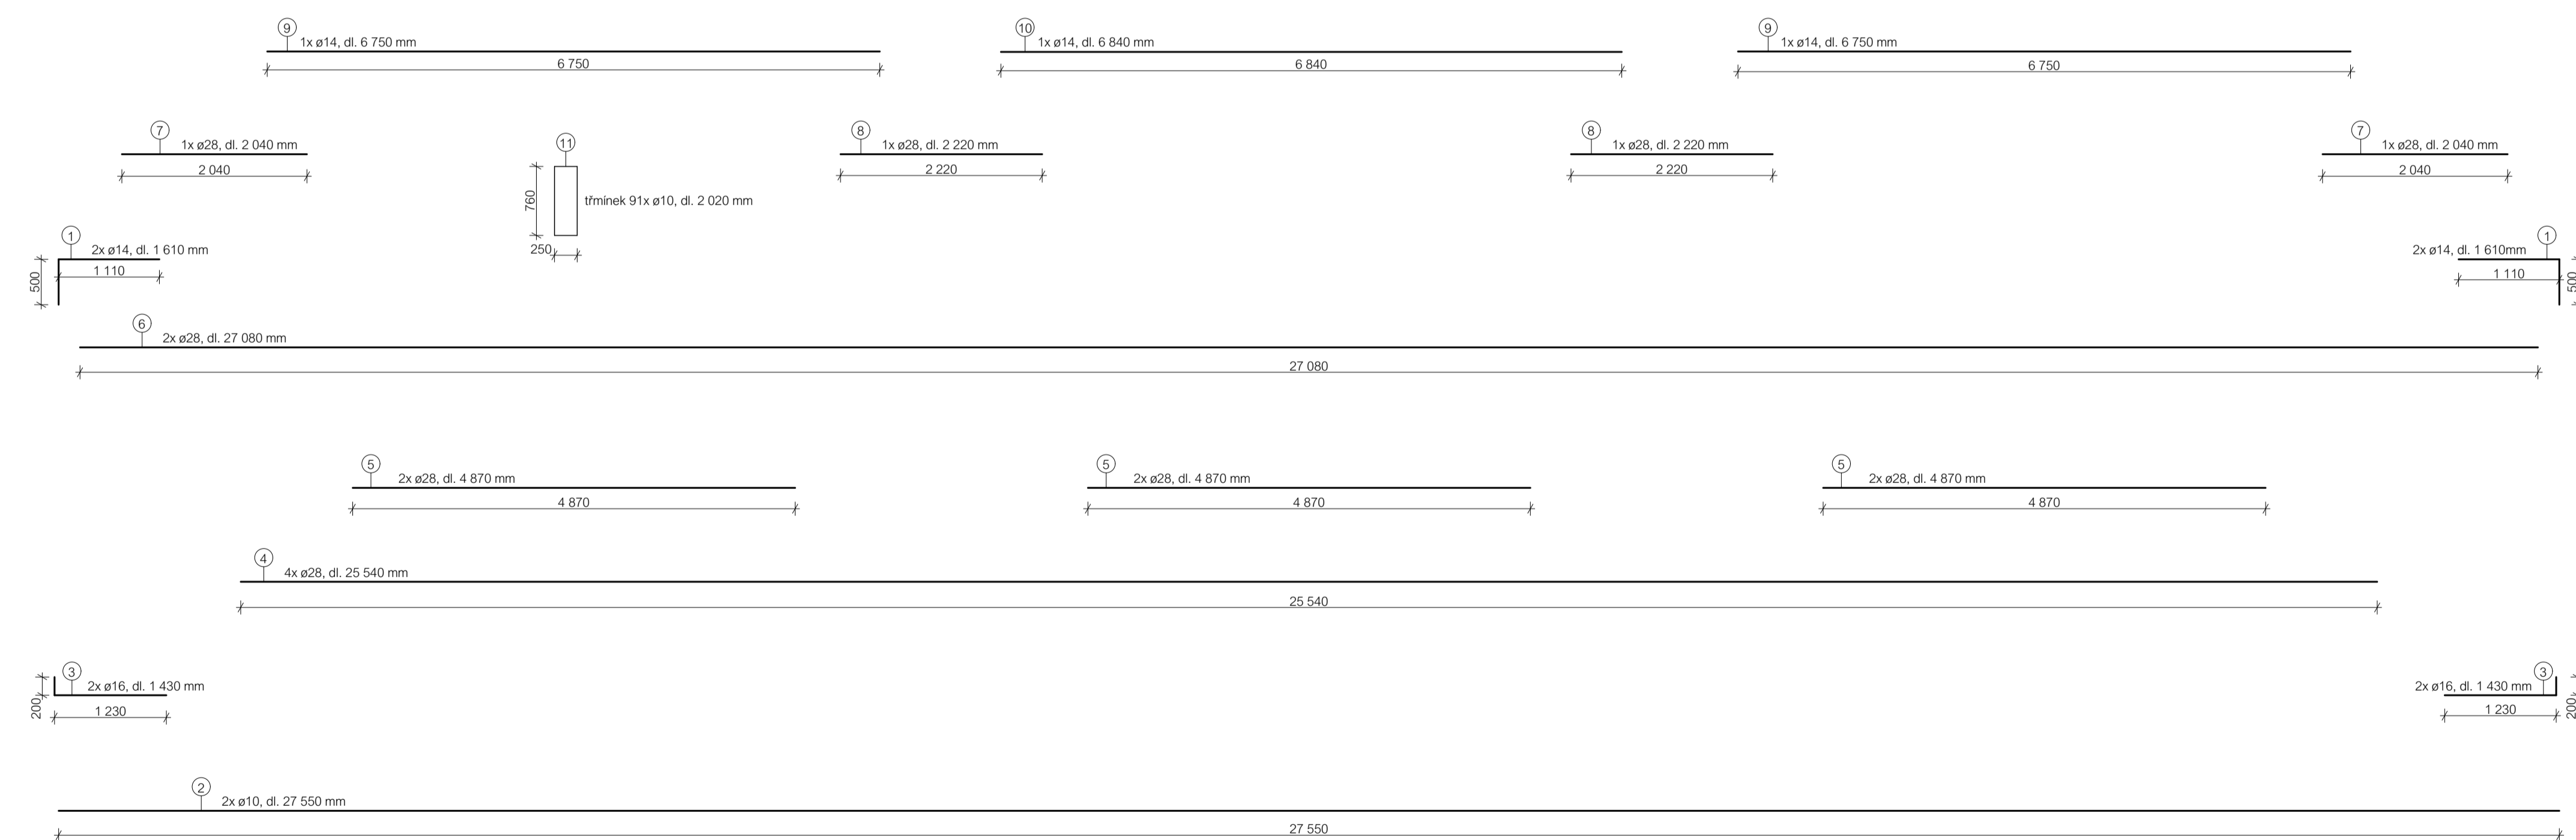 9 10 9
1x ø14, dl. 6 750 mm 1x ø14, dl. 6 840 mm 1x ø14, dl. 6 750 mm
6 750 6 840 6 750
7 11 8 8 7
1x ø28, dl. 2 040 mm 1x ø28, dl. 2 220 mm 1x ø28, dl. 2 220 mm 1x ø28, dl. 2 040 mm
2 040 2 220 2 220 2 040
760
třmínek 91x ø10, dl. 2 020 mm
250
1 1
2x ø14, dl. 1 610 mm 2x ø14, dl. 1 610mm
1 110 1 110
500 500
6
2x ø28, dl. 27 080 mm
27 080
5 5 5
2x ø28, dl. 4 870 mm 2x ø28, dl. 4 870 mm 2x ø28, dl. 4 870 mm
4 870 4 870 4 870
4
4x ø28, dl. 25 540 mm
25 540
3 3
2x ø16, dl. 1 430 mm 2x ø16, dl. 1 430 mm
200 1 230 1 230 200
2
2x ø10, dl. 27 550 mm
27 550